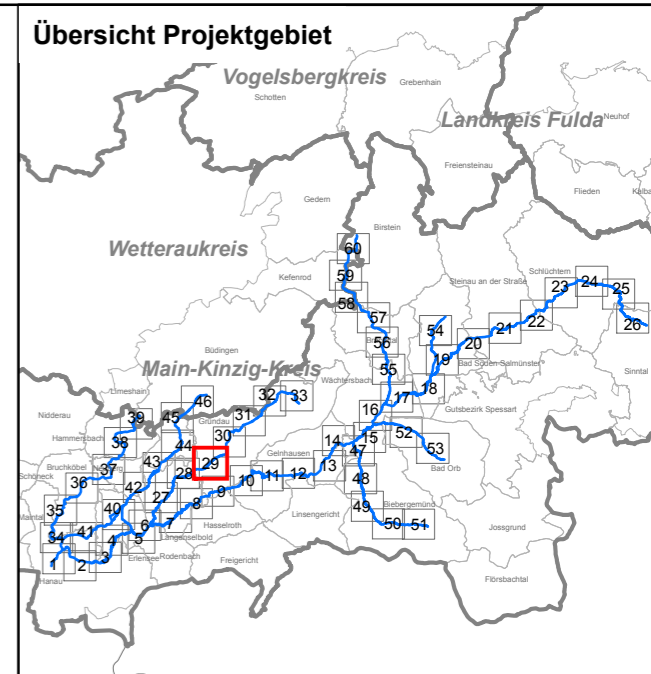 Übersicht Projektgebiet
Vogelsbergkreis
Grebenhain
Schotten
Landkreis Fulda
Neuhof
Freiensteinau
Flieden
Gedern
Birstein
Wetteraukreis
60
Schlüchtern
Kefenrod
59
Steinau an der Straße
23
24
25
58
57
54
21
22
26
Büdingen
56
20
Main-Kinzig-Kreis
19
Bad Soden-Salmünster
Sinntal
Limeshain
Wächtersbach
55
46
32
33
18
17
Gutsbezirk Spessart
Nidderau
39
45
31
16
Hammersbach
38
Gründau
30
44
14
15
52
Bruchköbel
37
43
29
Gelnhausen
47
53
Schöneck
36
28
10
11
12
13
48
Bad Orb
42
27
9
Linsengericht
35
8
49
Biebergemünd
Maintal
40
6
7
Hasselroth
50
51
Jossgrund
34
41
4
5
Langenselbold
Erlensee
Rodenbach
Freigericht
1
2
3
Hanau
Flörsbachtal